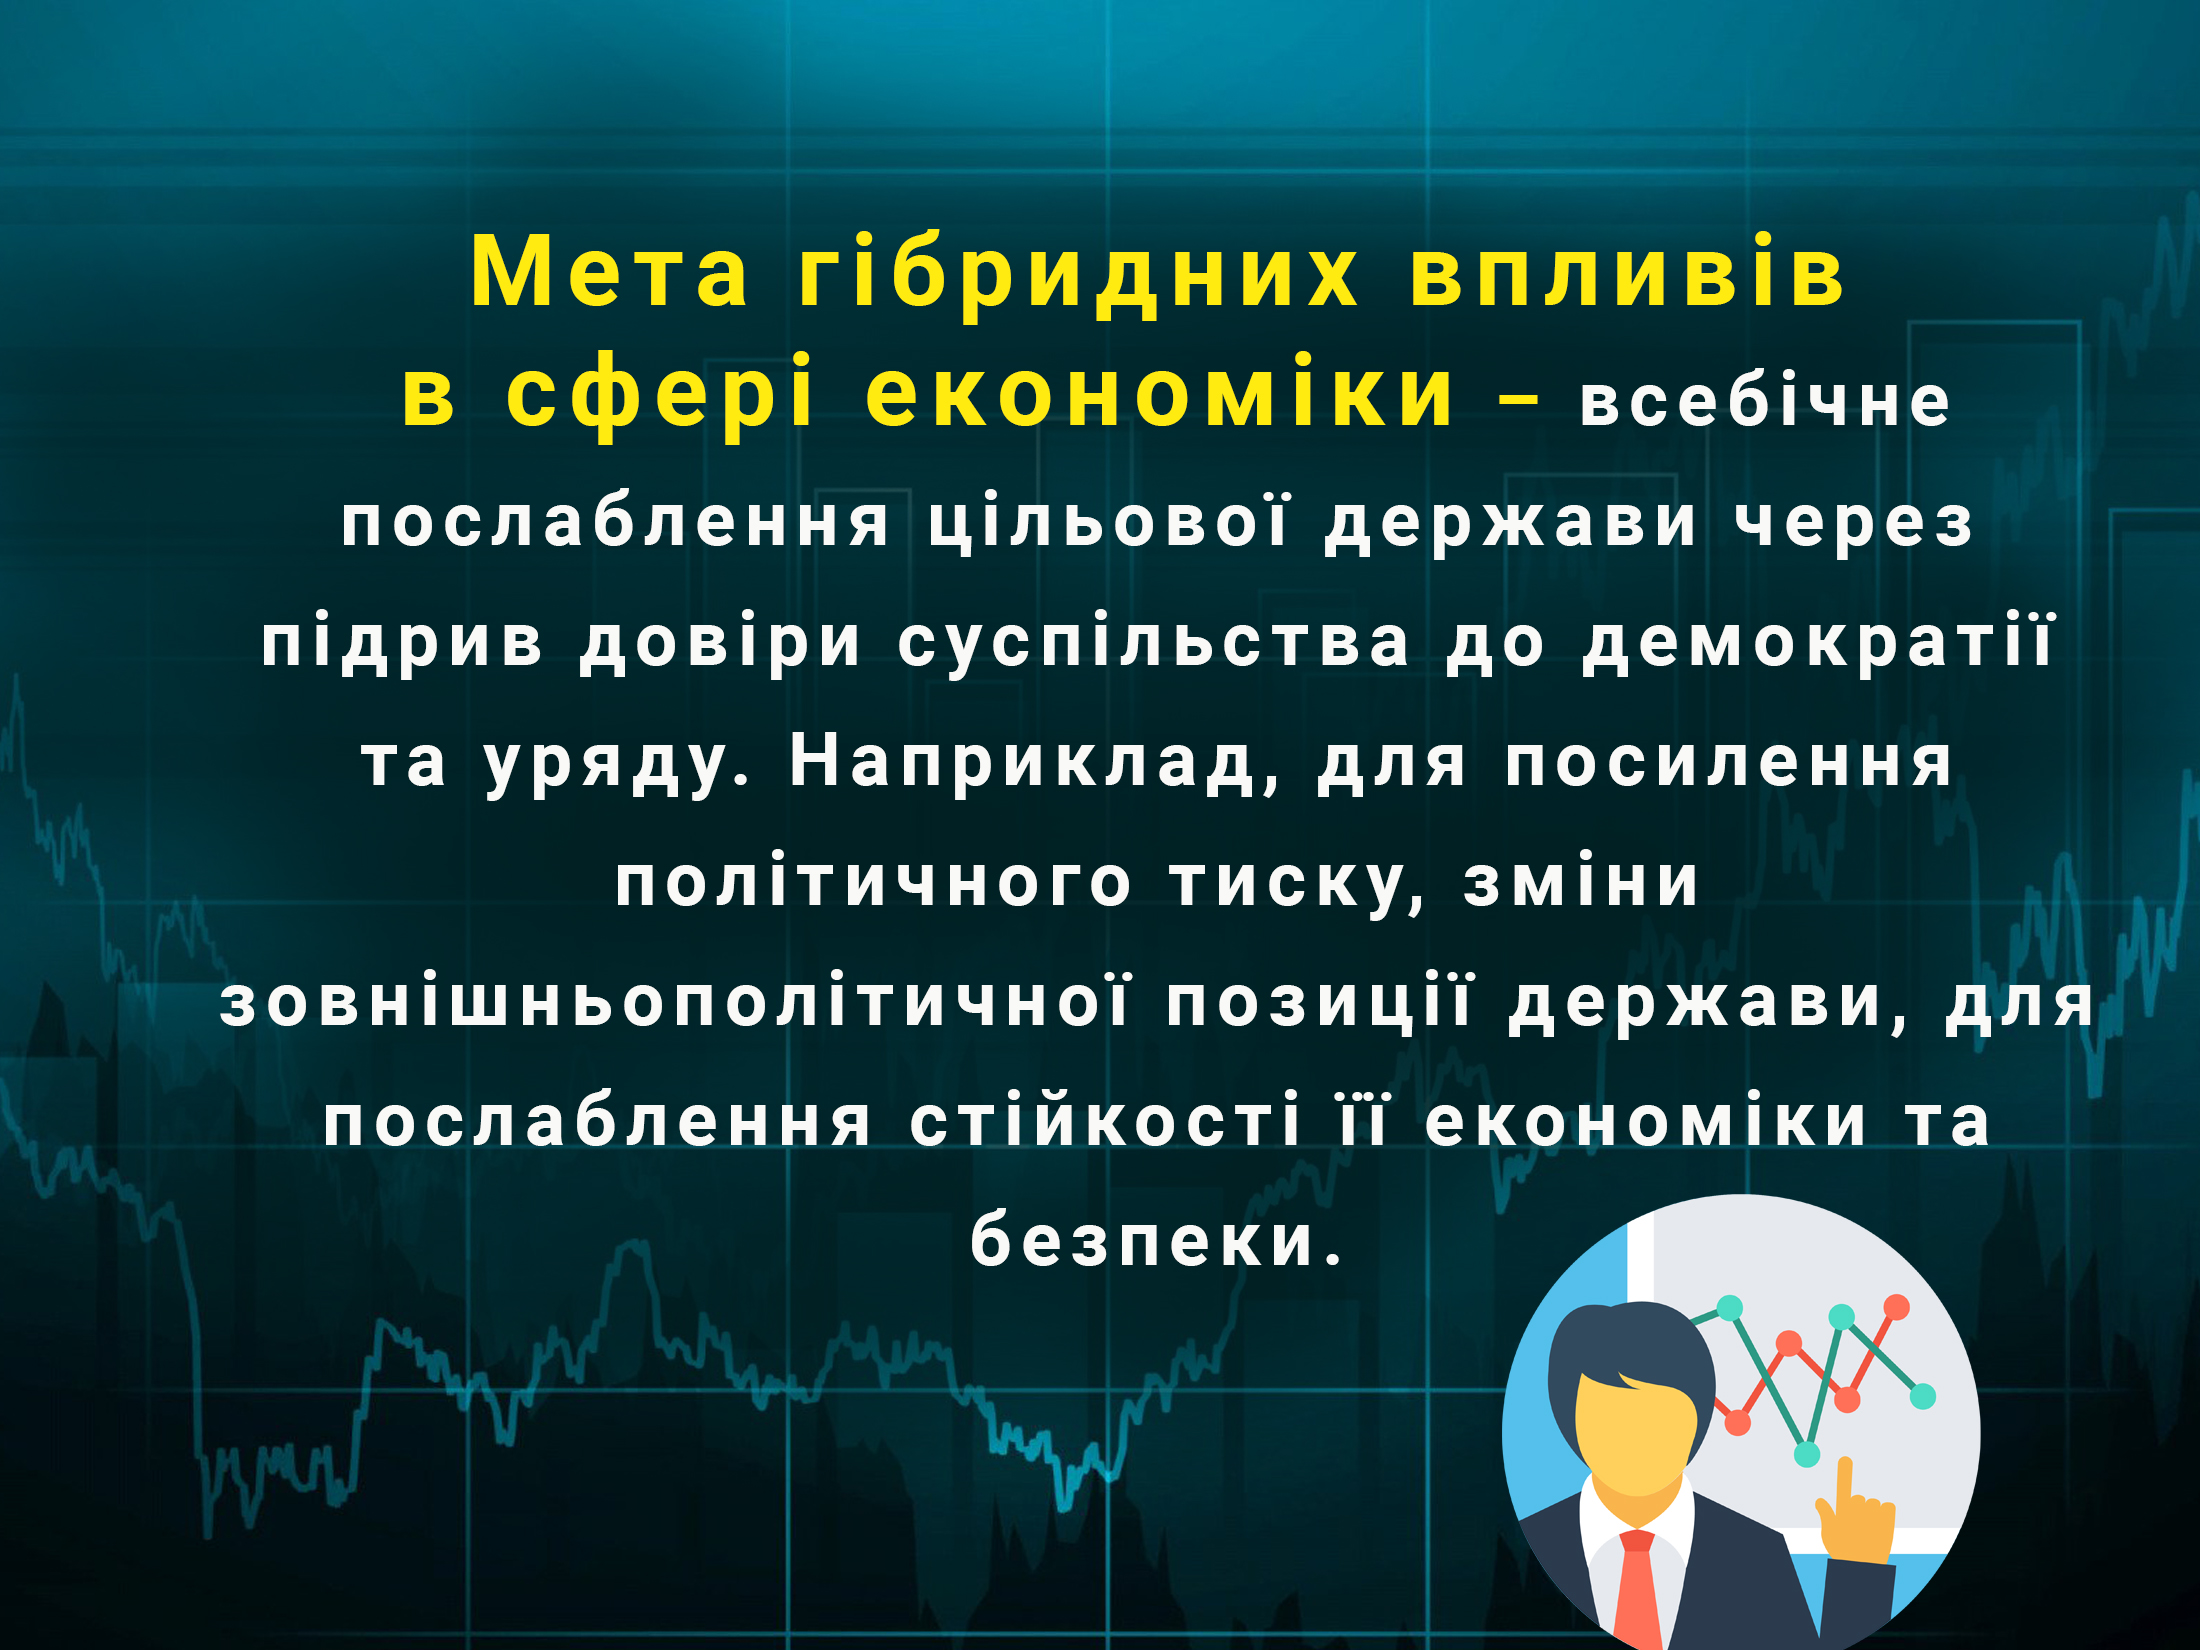 Мета гібридних впливів
в сфері економіки – всебічне
послаблення цільової держави через
підрив довіри суспільства до демократії
та уряду. Наприклад, для посилення
політичного тиску, зміни
зовнішньополітичної позиції держави, для
послаблення стійкості її економіки та
безпеки.